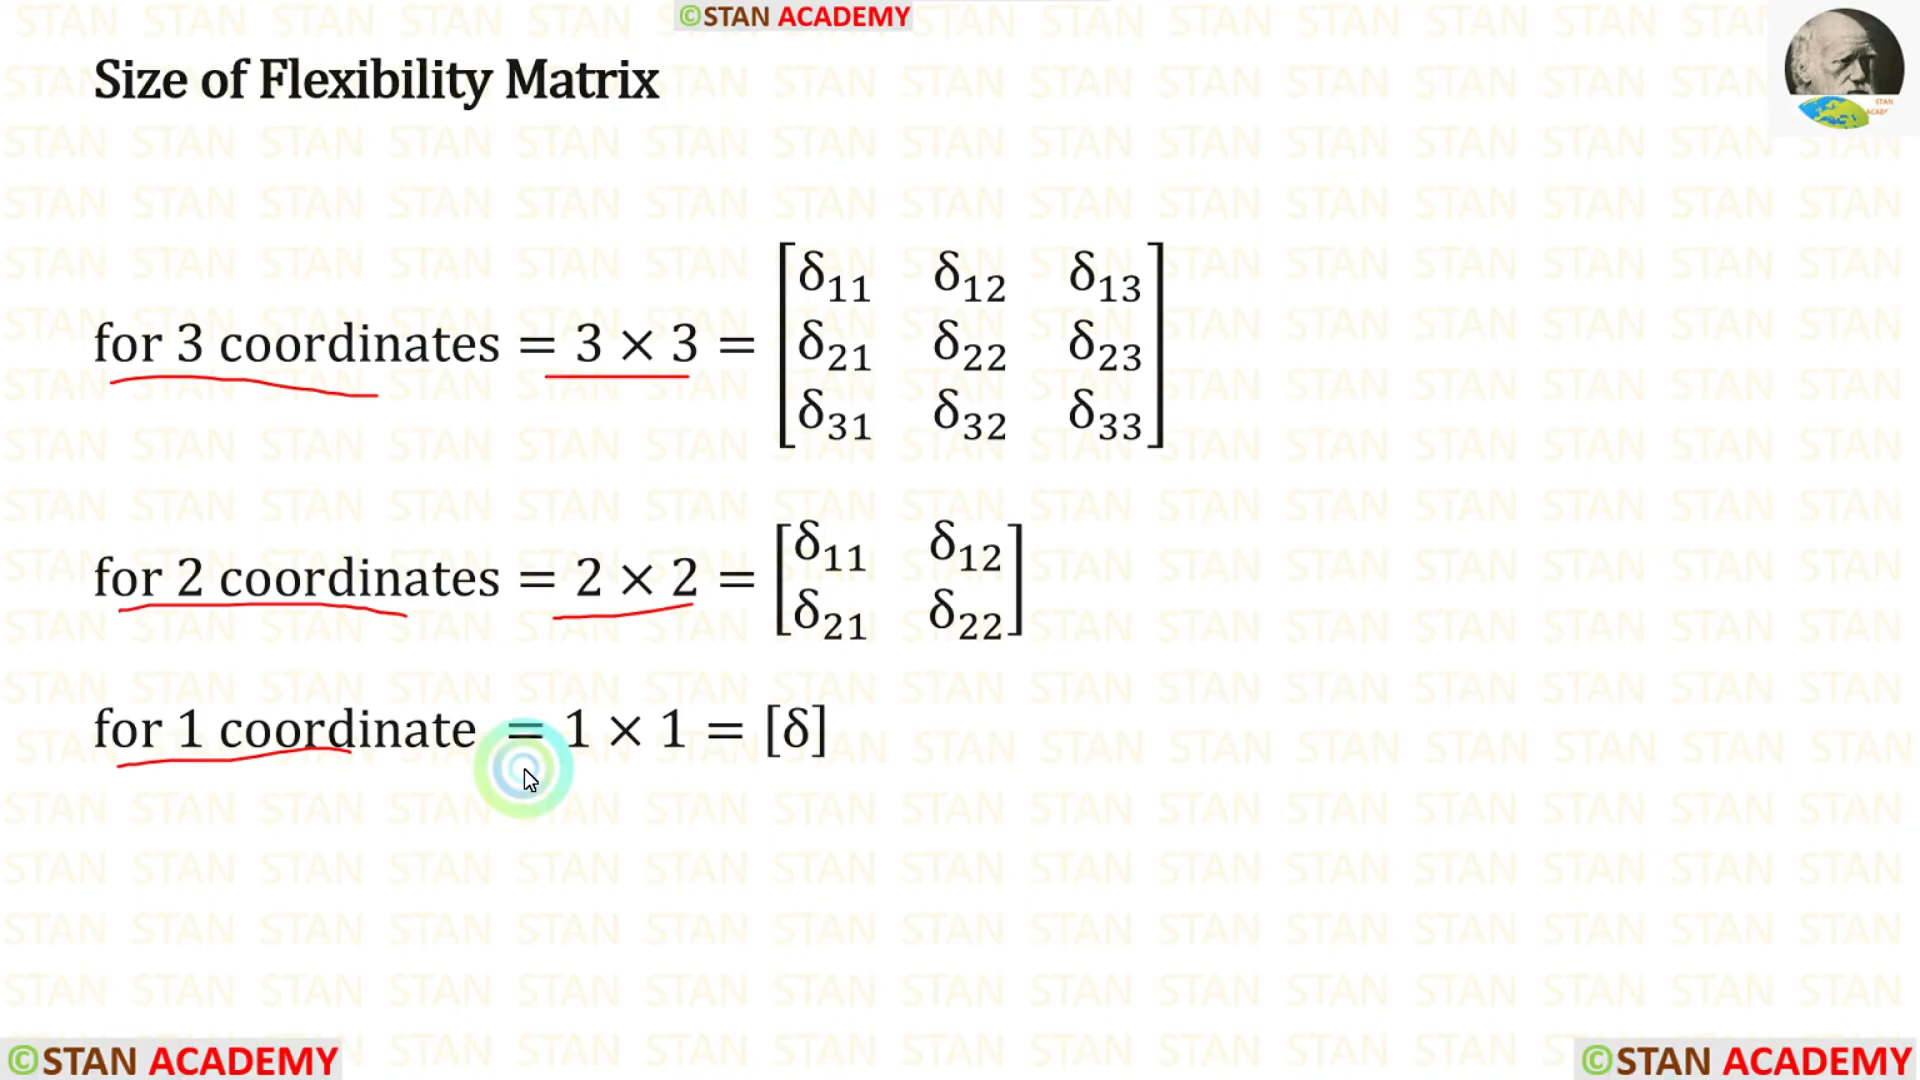 ©STAN ACADEMY
Size of Flexibility Matrix
for 3 coordinates = 3 × 3 = [δ₁₁ δ₁₂ δ₁₃
δ₂₁ δ₂₂ δ₂₃
δ₃₁ δ₃₂ δ₃₃]
for 2 coordinates = 2 × 2 = [δ₁₁ δ₁₂
δ₂₁ δ₂₂]
for 1 coordinate = 1 × 1 = [δ]
©STAN ACADEMY
©STAN ACADEMY